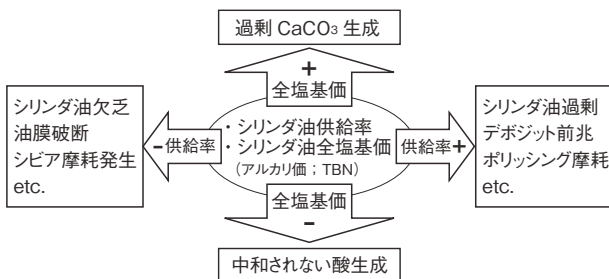 過剰 CaCO3 生成
+
全塩基価
シリンダ油欠乏
油膜破断
シビア摩耗発生
etc.
-供給率
・シリンダ油供給率
・シリンダ油全塩基価
(アルカリ価;TBN)
供給率+
シリンダ油過剰
デポジット前兆
ポリッシング摩耗
etc.
全塩基価
-
中和されない酸生成